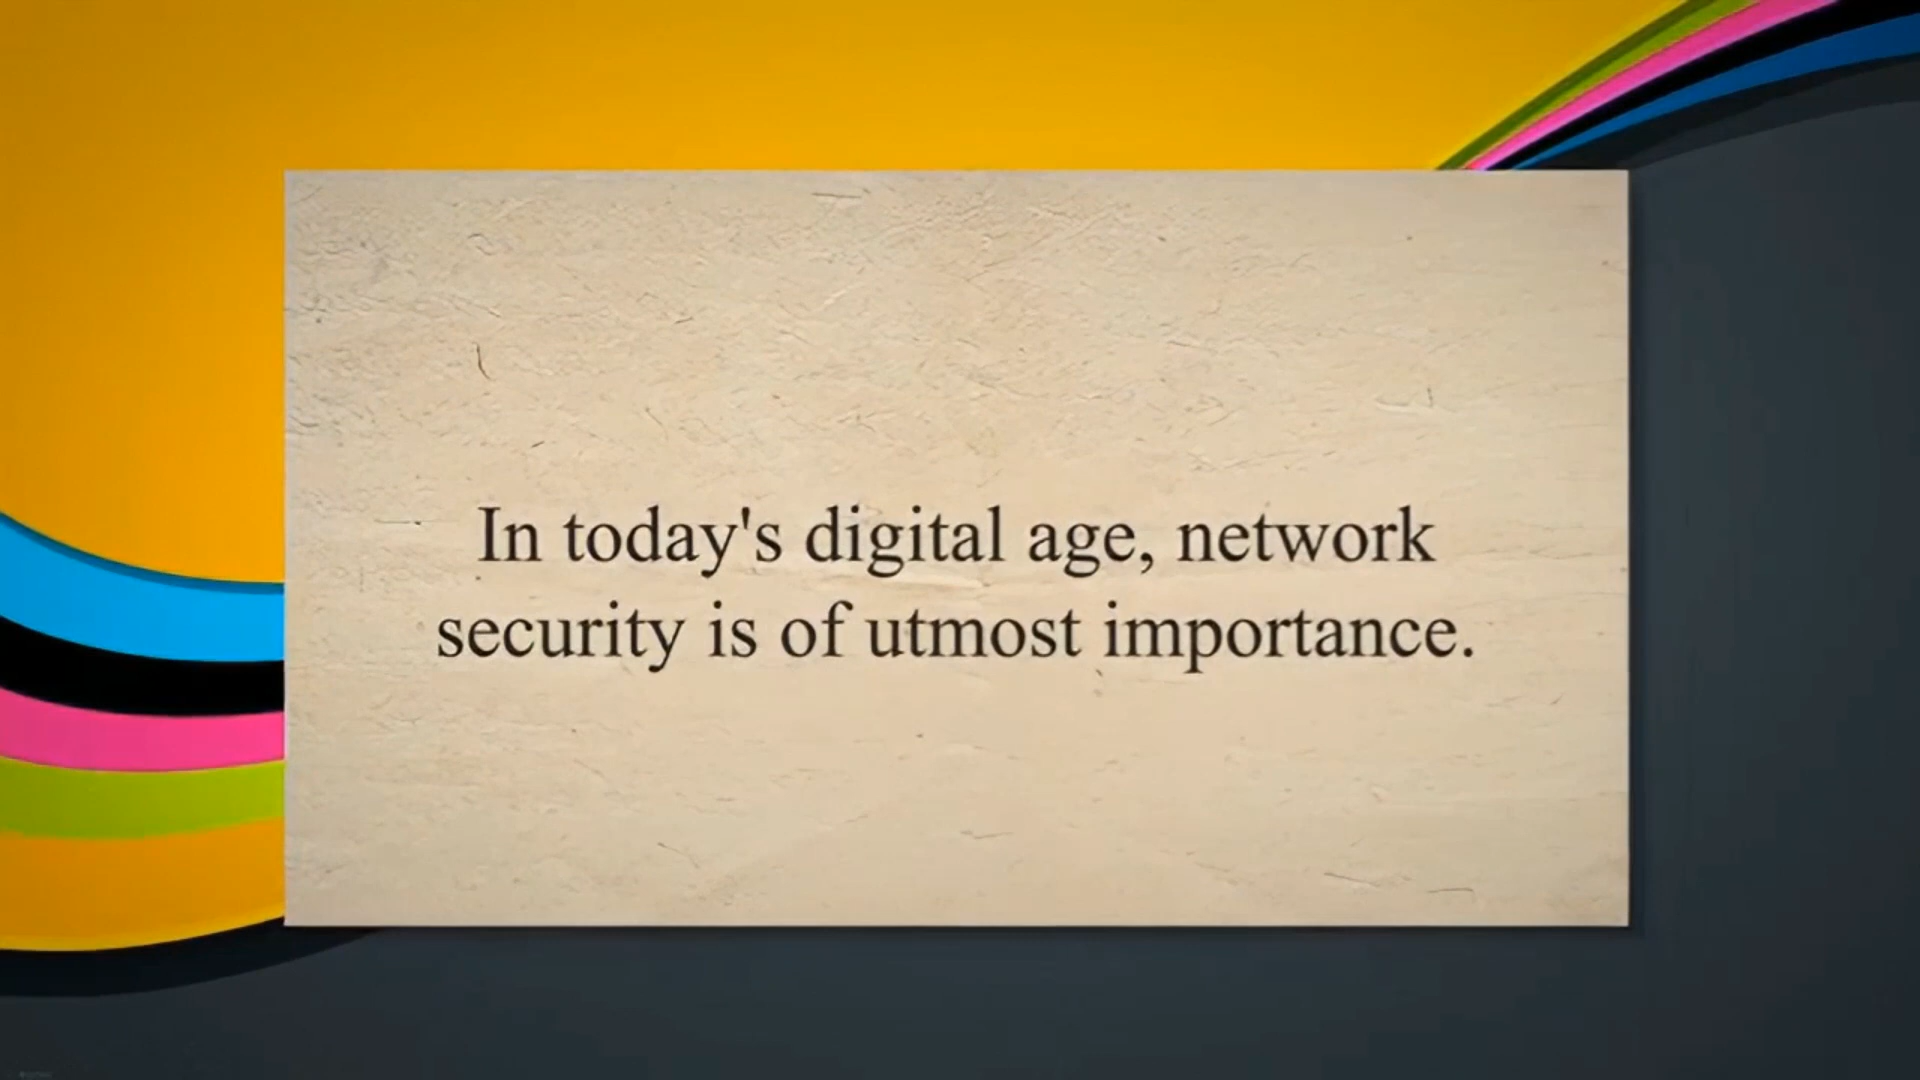 In today's digital age, network
security is of utmost importance.